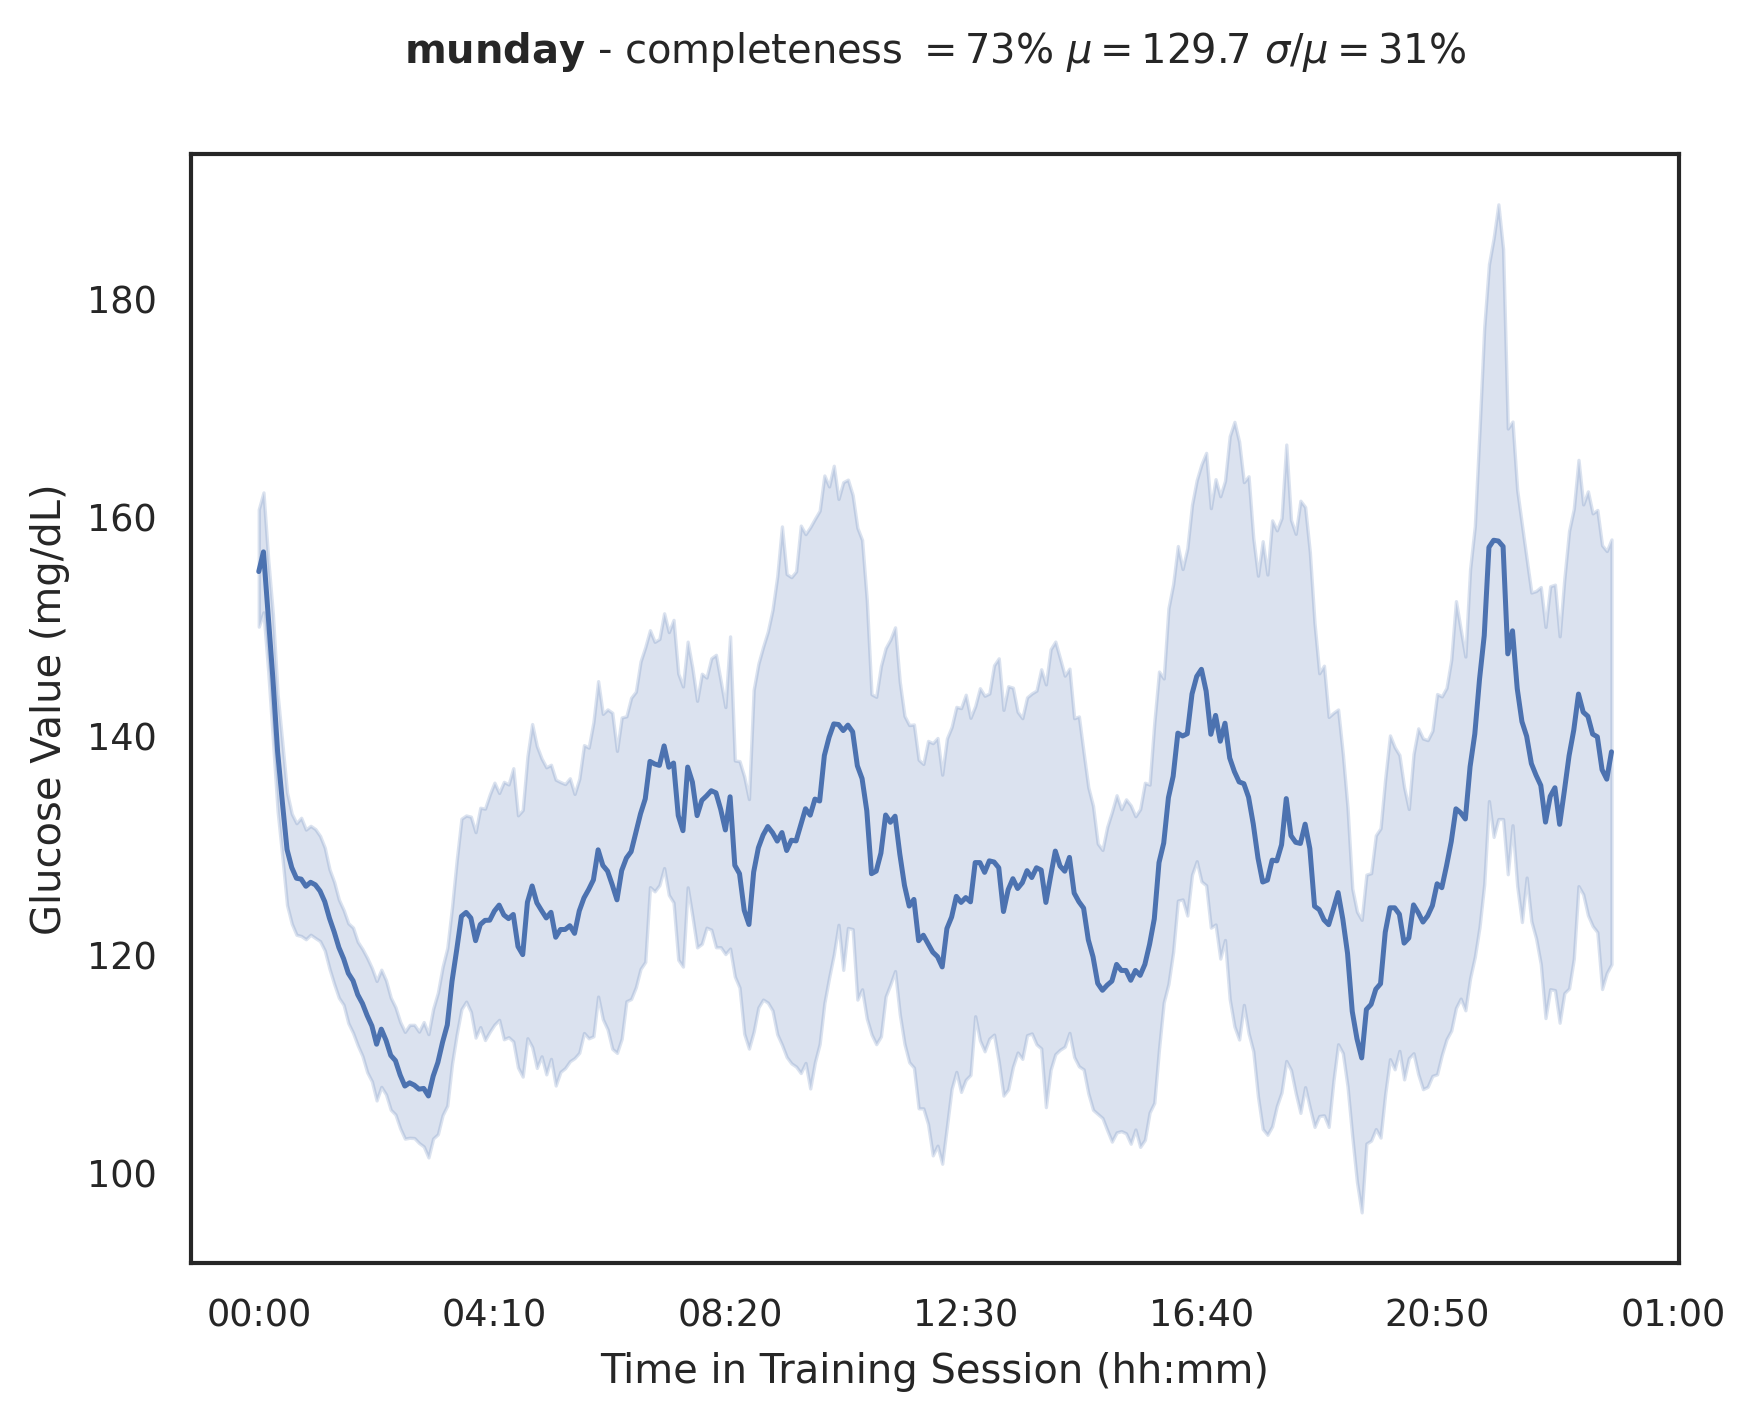 munday - completeness = 73% μ = 129.7 σ/μ = 31%
Glucose Value (mg/dL)
180
160
140
120
100
00:00 04:10 08:20 12:30 16:40 20:50 01:00
Time in Training Session (hh:mm)